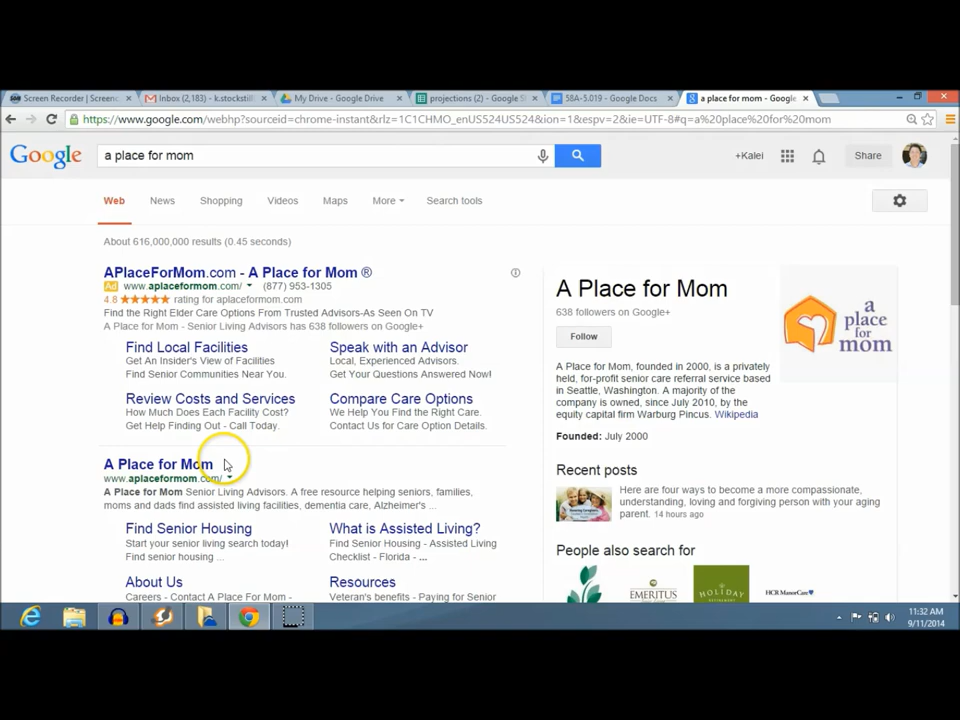 Screen Recorder | Screenc
Inbox (2,183) - k.stockstill
My Drive - Google Drive
projections (2) - Google S
58A-5.019 - Google Docs
a place for mom - Google
https://www.google.com/webhp?sourceid=chrome-instant&rlz=1C1CHMO_enUS524US524&ion=1&espv=2&ie=UTF-8#q=a%20place%20for%20mom
Google
a place for mom
+Kalei
Share
Web News Shopping Videos Maps More Search tools
About 616,000,000 results (0.45 seconds)
APlaceForMom.com - A Place for Mom ®
Ad www.aplaceformom.com/ (877) 953-1305
4.8 ★★★★★ rating for aplaceformom.com
Find the Right Elder Care Options From Trusted Advisors-As Seen On TV
A Place for Mom - Senior Living Advisors has 638 followers on Google+
Find Local Facilities
Get An Insider's View of Facilities
Find Senior Communities Near You.
Speak with an Advisor
Local, Experienced Advisors.
Get Your Questions Answered Now!
Review Costs and Services
How Much Does Each Facility Cost?
Get Help Finding Out - Call Today.
Compare Care Options
We Help You Find the Right Care.
Contact Us for Care Option Details.
A Place for Mom
www.aplaceformom.com/
A Place for Mom Senior Living Advisors. A free resource helping seniors, families,
moms and dads find assisted living facilities, dementia care, Alzheimer's ...
Find Senior Housing
Start your senior living search today!
Find senior housing ...
What is Assisted Living?
Find Senior Housing - Assisted Living
Checklist - Florida - ...
About Us
Careers - Contact A Place For Mom -
Resources
Veteran's benefits - Paying for Senior
A Place for Mom
638 followers on Google+
Follow
a
place
for
mom
A Place for Mom, founded in 2000, is a privately
held, for-profit senior care referral service based
in Seattle, Washington. A majority of the
company is owned, since July 2010, by the
equity capital firm Warburg Pincus. Wikipedia
Founded: July 2000
Recent posts
Here are four ways to become a more compassionate,
understanding, loving and forgiving person with your aging
parent. 14 hours ago
People also search for
EMERITUS
HOLIDAY
HCR ManorCare
11:32 AM
9/11/2014